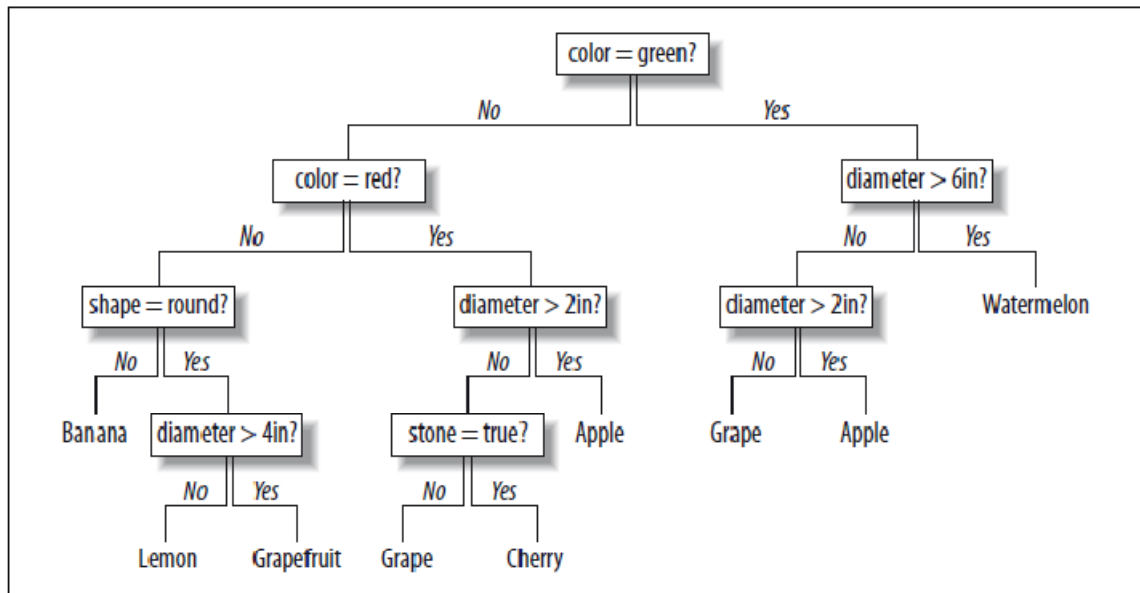 color = green?
No Yes
color = red? diameter > 6in?
No Yes No Yes
shape = round? diameter > 2in? diameter > 2in? Watermelon
No Yes No Yes No Yes
Banana diameter > 4in? stone = true? Apple Grape Apple
No Yes No Yes
Lemon Grapefruit Grape Cherry